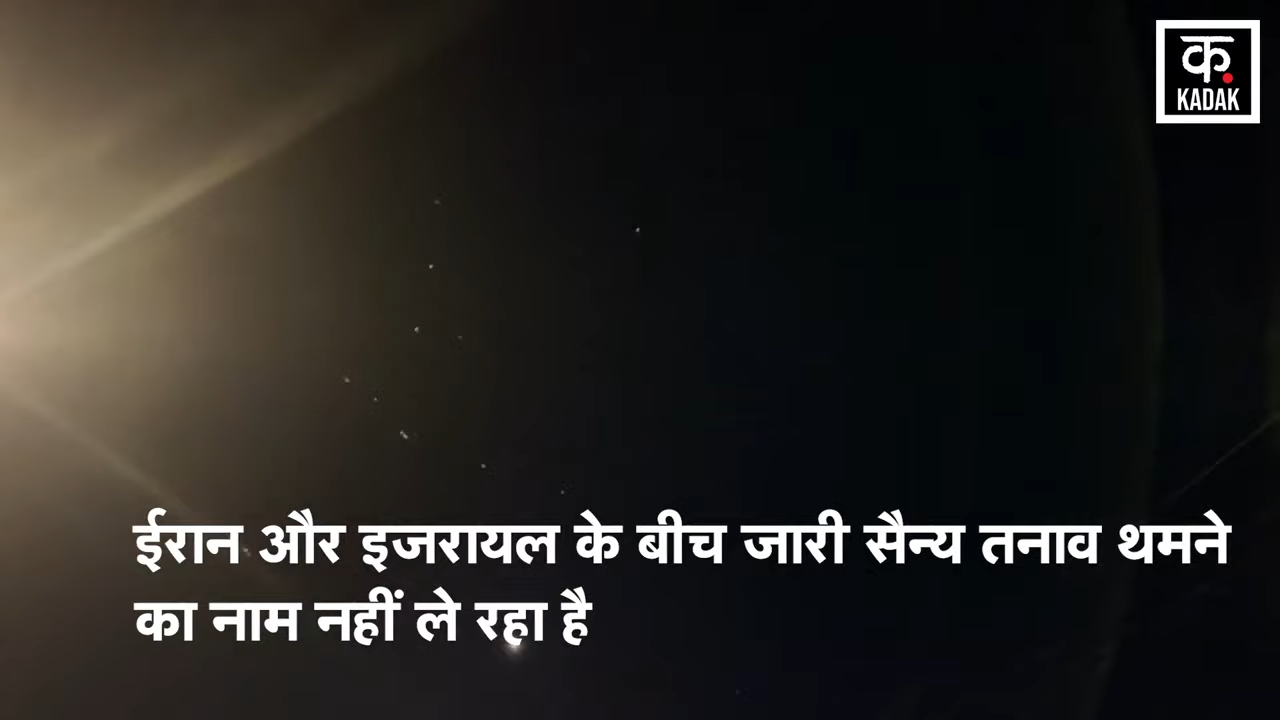 क.
KADAK
ईरान और इजरायल के बीच जारी सैन्य तनाव थमने
का नाम नहीं ले रहा है